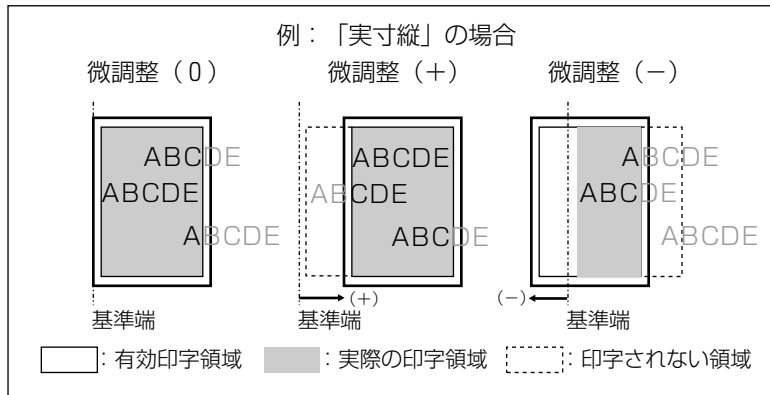 例：「実寸縦」の場合
微調整（０） 微調整（＋） 微調整（－）
ABCDE ABCDE ABCDE
ABCDE ABCDE ABCDE
ABCDE ABCDE ABCDE
(＋) (－)
基準端 基準端 基準端
：有効印字領域 ：実際の印字領域 ：印字されない領域